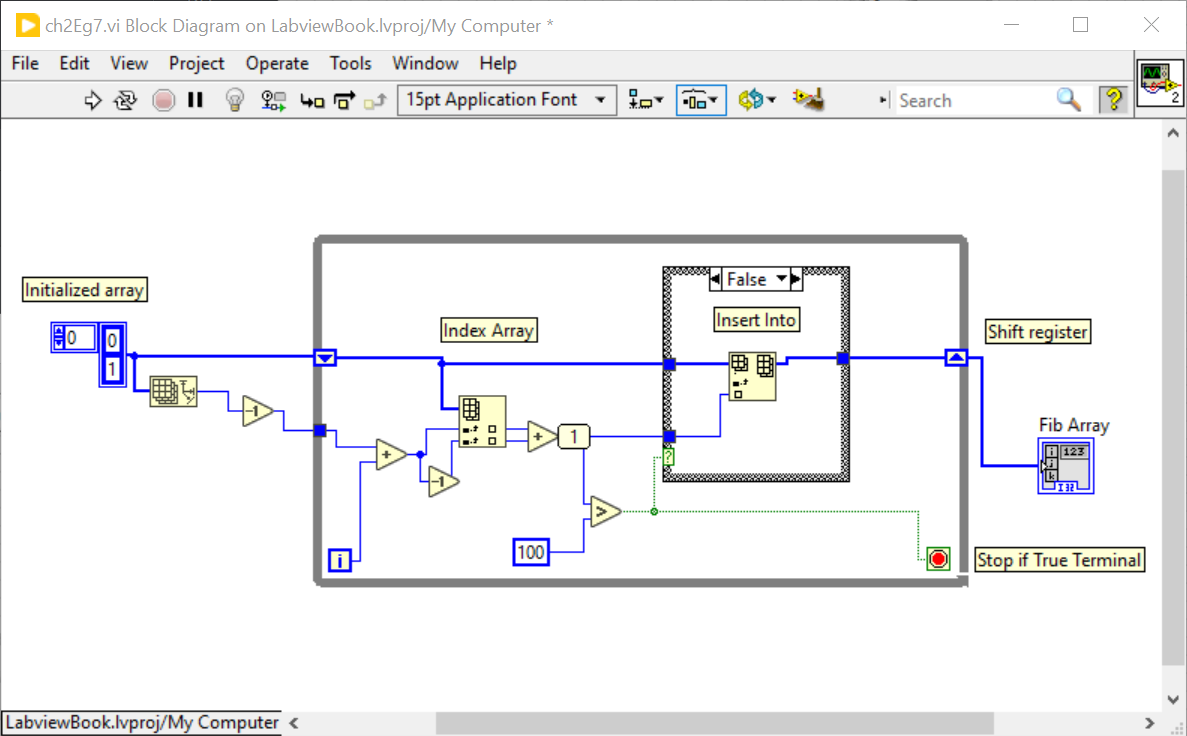 ch2Eg7.vi Block Diagram on LabviewBook.lvproj/My Computer *
File Edit View Project Operate Tools Window Help
15pt Application Font
Search
?
2
Initialized array
0
0
1
-1
Index Array
+
-1
+
1
i
100
>
False
Insert Into
?
Shift register
Fib Array
i
j
k
123
I32
Stop if True Terminal
LabviewBook.lvproj/My Computer